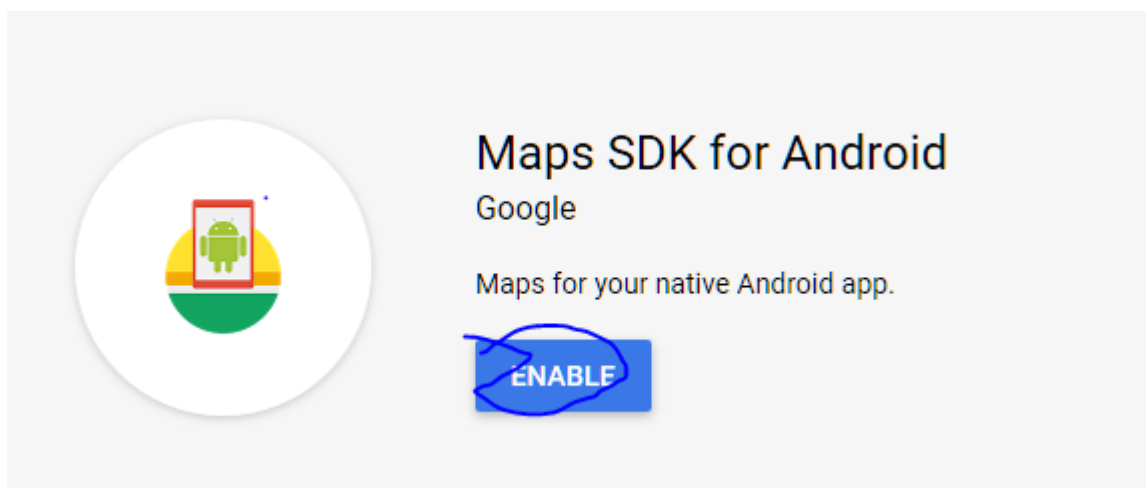 Maps SDK for Android
Google
Maps for your native Android app.
ENABLE